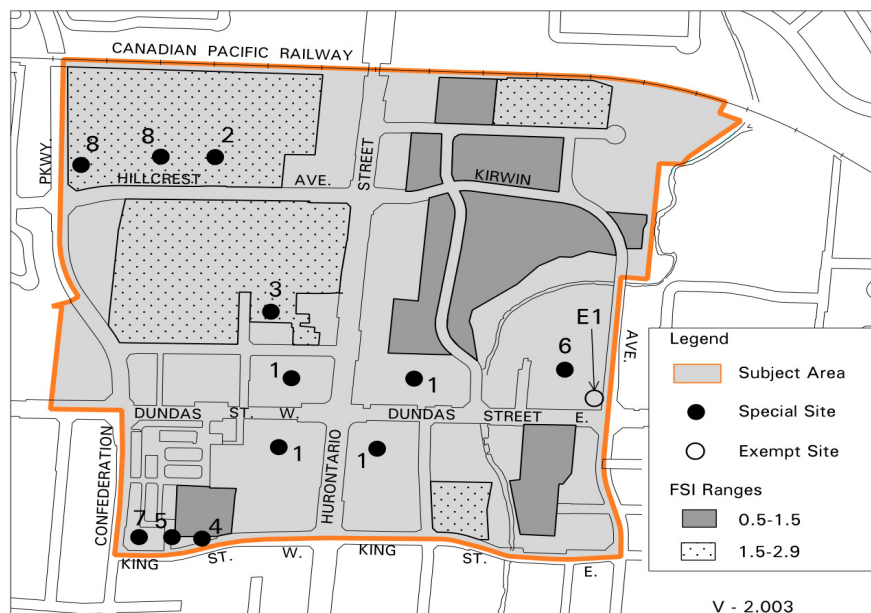 CANADIAN PACIFIC RAILWAY
PKWY.
8
8
2
HILLCREST AVE.
STREET
KIRWIN
3
E1
6
AVE.
1
1
DUNDAS ST. W.
DUNDAS STREET E.
CONFEDERATION
HURONTARIO
1
1
7
5
4
KING ST. W.
KING ST. E.
Legend
Subject Area
Special Site
Exempt Site
FSI Ranges
0.5-1.5
1.5-2.9
V - 2.003